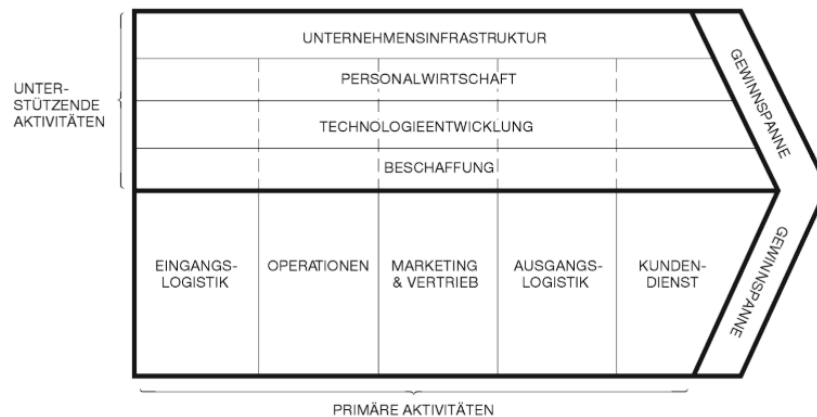 UNTERNEHMENSINFRASTRUKTUR
PERSONALWIRTSCHAFT
TECHNOLOGIEENTWICKLUNG
BESCHAFFUNG
UNTER-
STÜTZENDE
AKTIVITÄTEN
GEWINNSPANNE
GEWINNSPANNE
EINGANGS-
LOGISTIK
OPERATIONEN
MARKETING
& VERTRIEB
AUSGANGS-
LOGISTIK
KUNDEN-
DIENST
PRIMÄRE AKTIVITÄTEN